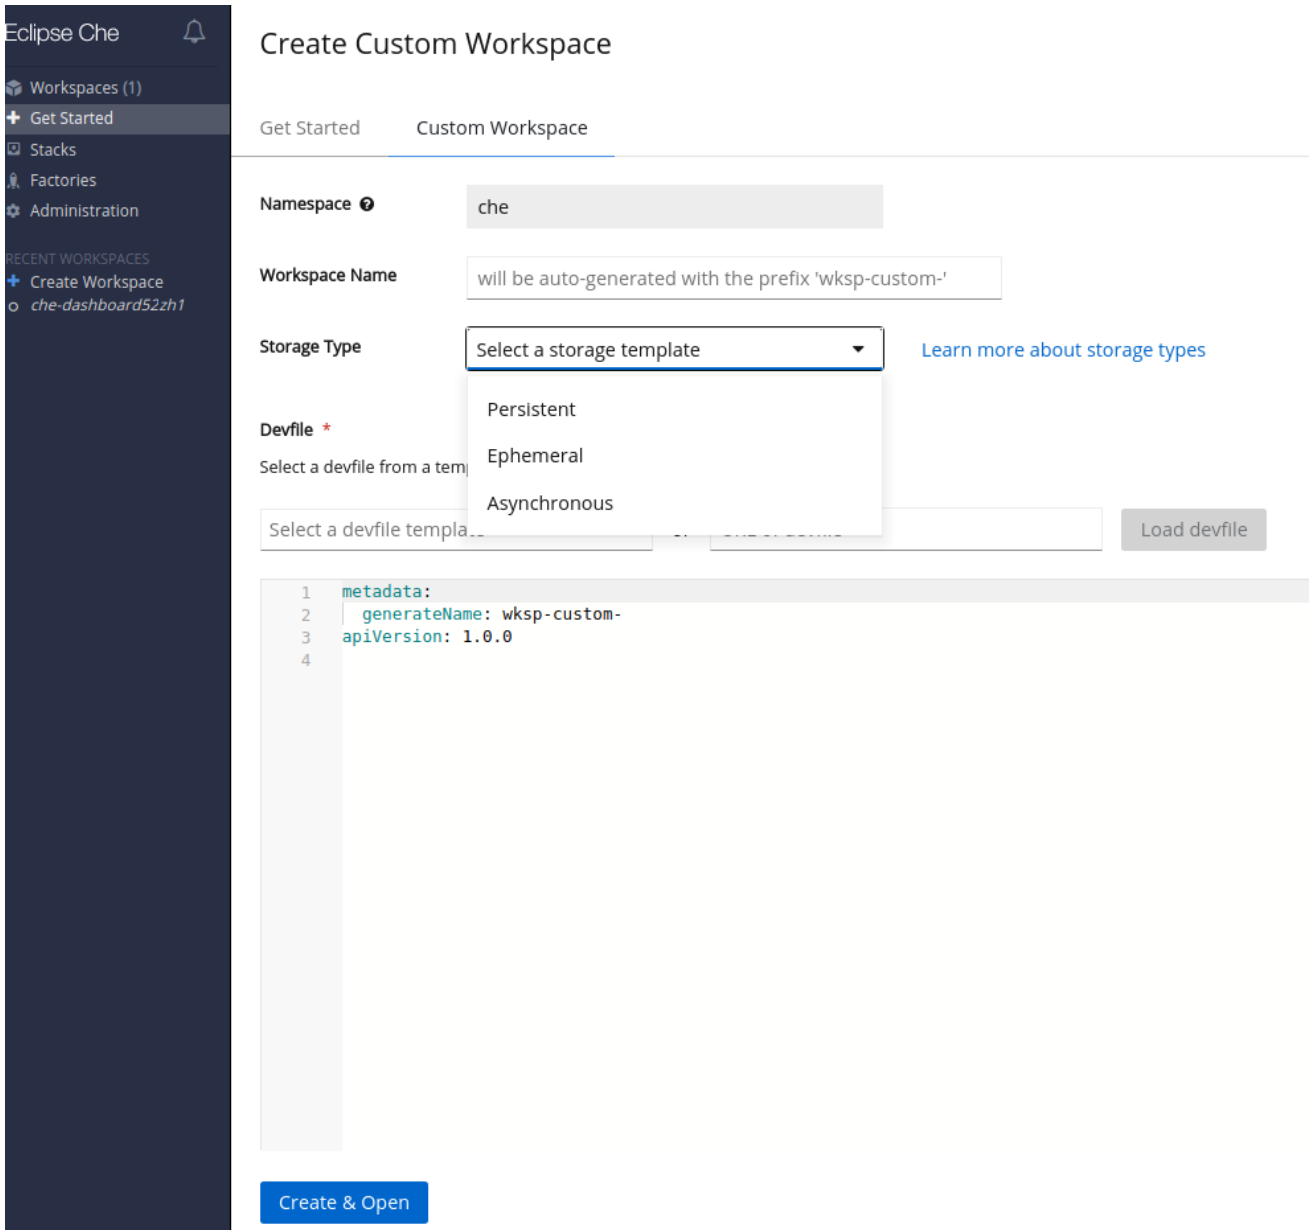 Eclipse Che
Workspaces (1)
Get Started
Stacks
Factories
Administration
RECENT WORKSPACES
Create Workspace
che-dashboard52zh1
Create Custom Workspace
Get Started Custom Workspace
Namespace che
Workspace Name will be auto-generated with the prefix 'wksp-custom-'
Storage Type Select a storage template Learn more about storage types
Persistent
Ephemeral
Asynchronous
Devfile *
Select a devfile from a
Select a devfile Load devfile
1 metadata:
2 generateName: wksp-custom-
3 apiVersion: 1.0.0
4
Create & Open